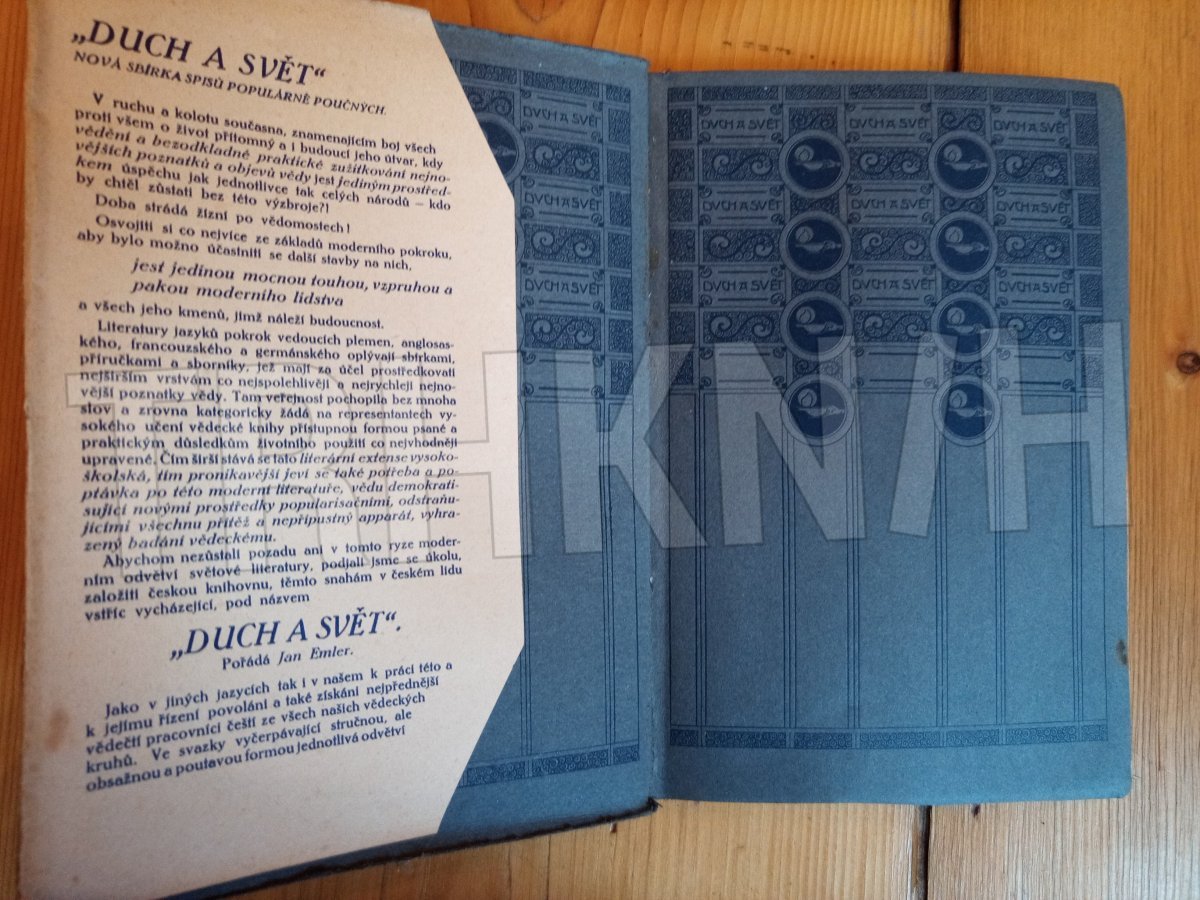 „DUCH A SVĚT“
NOVÁ SBÍRKA SPISŮ POPULÁRNĚ POUČNÝCH.
V ruchu a kolotu současna, znamenajícím boj všech
proti všem o život přítomný a i budoucí jeho útvar, kdy
vědění a bezodkladné praktické zužitkování nejno-
vějších poznatků a objevů vědy jest jediným prostřed-
kem úspěchu jak jednotlivce tak celých národů – kdo
by chtěl zůstati bez této výzbroje?!
Doba strádá žízní po vědomostech!
Osvojiti si co nejvíce ze základů moderního pokroku,
aby bylo možno účastniti se další stavby na nich,
jest jedinou mocnou touhou, vzpruhou a
pakou moderního lidstva
a všech jeho kmenů, jimž náleží budoucnost.
Literatury jazyků pokrok vedoucích plemen, anglosas-
kého, francouzského a germánského oplývají sbírkami,
příručkami a sborníky, jež mají za účel prostředkovati
nejširším vrstvám co nejspolehlivěji a nejrychleji nejno-
vější poznatky vědy. Tam veřejnost pochopila bez mnoha
slov a zrovna kategoricky žádá na representantech vy-
sokého učení vědecké knihy přístupnou formou psané a
praktickým důsledkům životního použití co nejvhodněji
upravené. Čím širší stává se tato literární extense vysoko-
školská, tím pronikavější jeví se také potřeba a po-
ptávka po této moderní literatuře, vědu demokrati-
sující novými prostředky popularisačními, odstraňu-
jícími všechnu přítěž a nepřípustný apparát, vyhra-
zený badání vědeckému.
Abychom nezůstali pozadu ani v tomto ryze moder-
ním odvětví světové literatury, podjali jsme se úkolu,
založiti českou knihovnu, těmto snahám v českém lidu
vstříc vycházející, pod názvem
„DUCH A SVĚT“.
Pořádá Jan Emler.
Jako v jiných jazycích tak i v našem k práci této a
k jejímu řízení povoláni a také získáni nejpřednější
vědečtí pracovníci čeští ze všech našich vědeckých
kruhů. Ve svazky vyčerpávající stručnou, ale
obsažnou a poutavou formou jednotlivá odvětví
DUCH A SVĚT DUCH A SVĚT DUCH A SVĚT
DUCH A SVĚT DUCH A SVĚT DUCH A SVĚT
DUCH A SVĚT DUCH A SVĚT DUCH A SVĚT